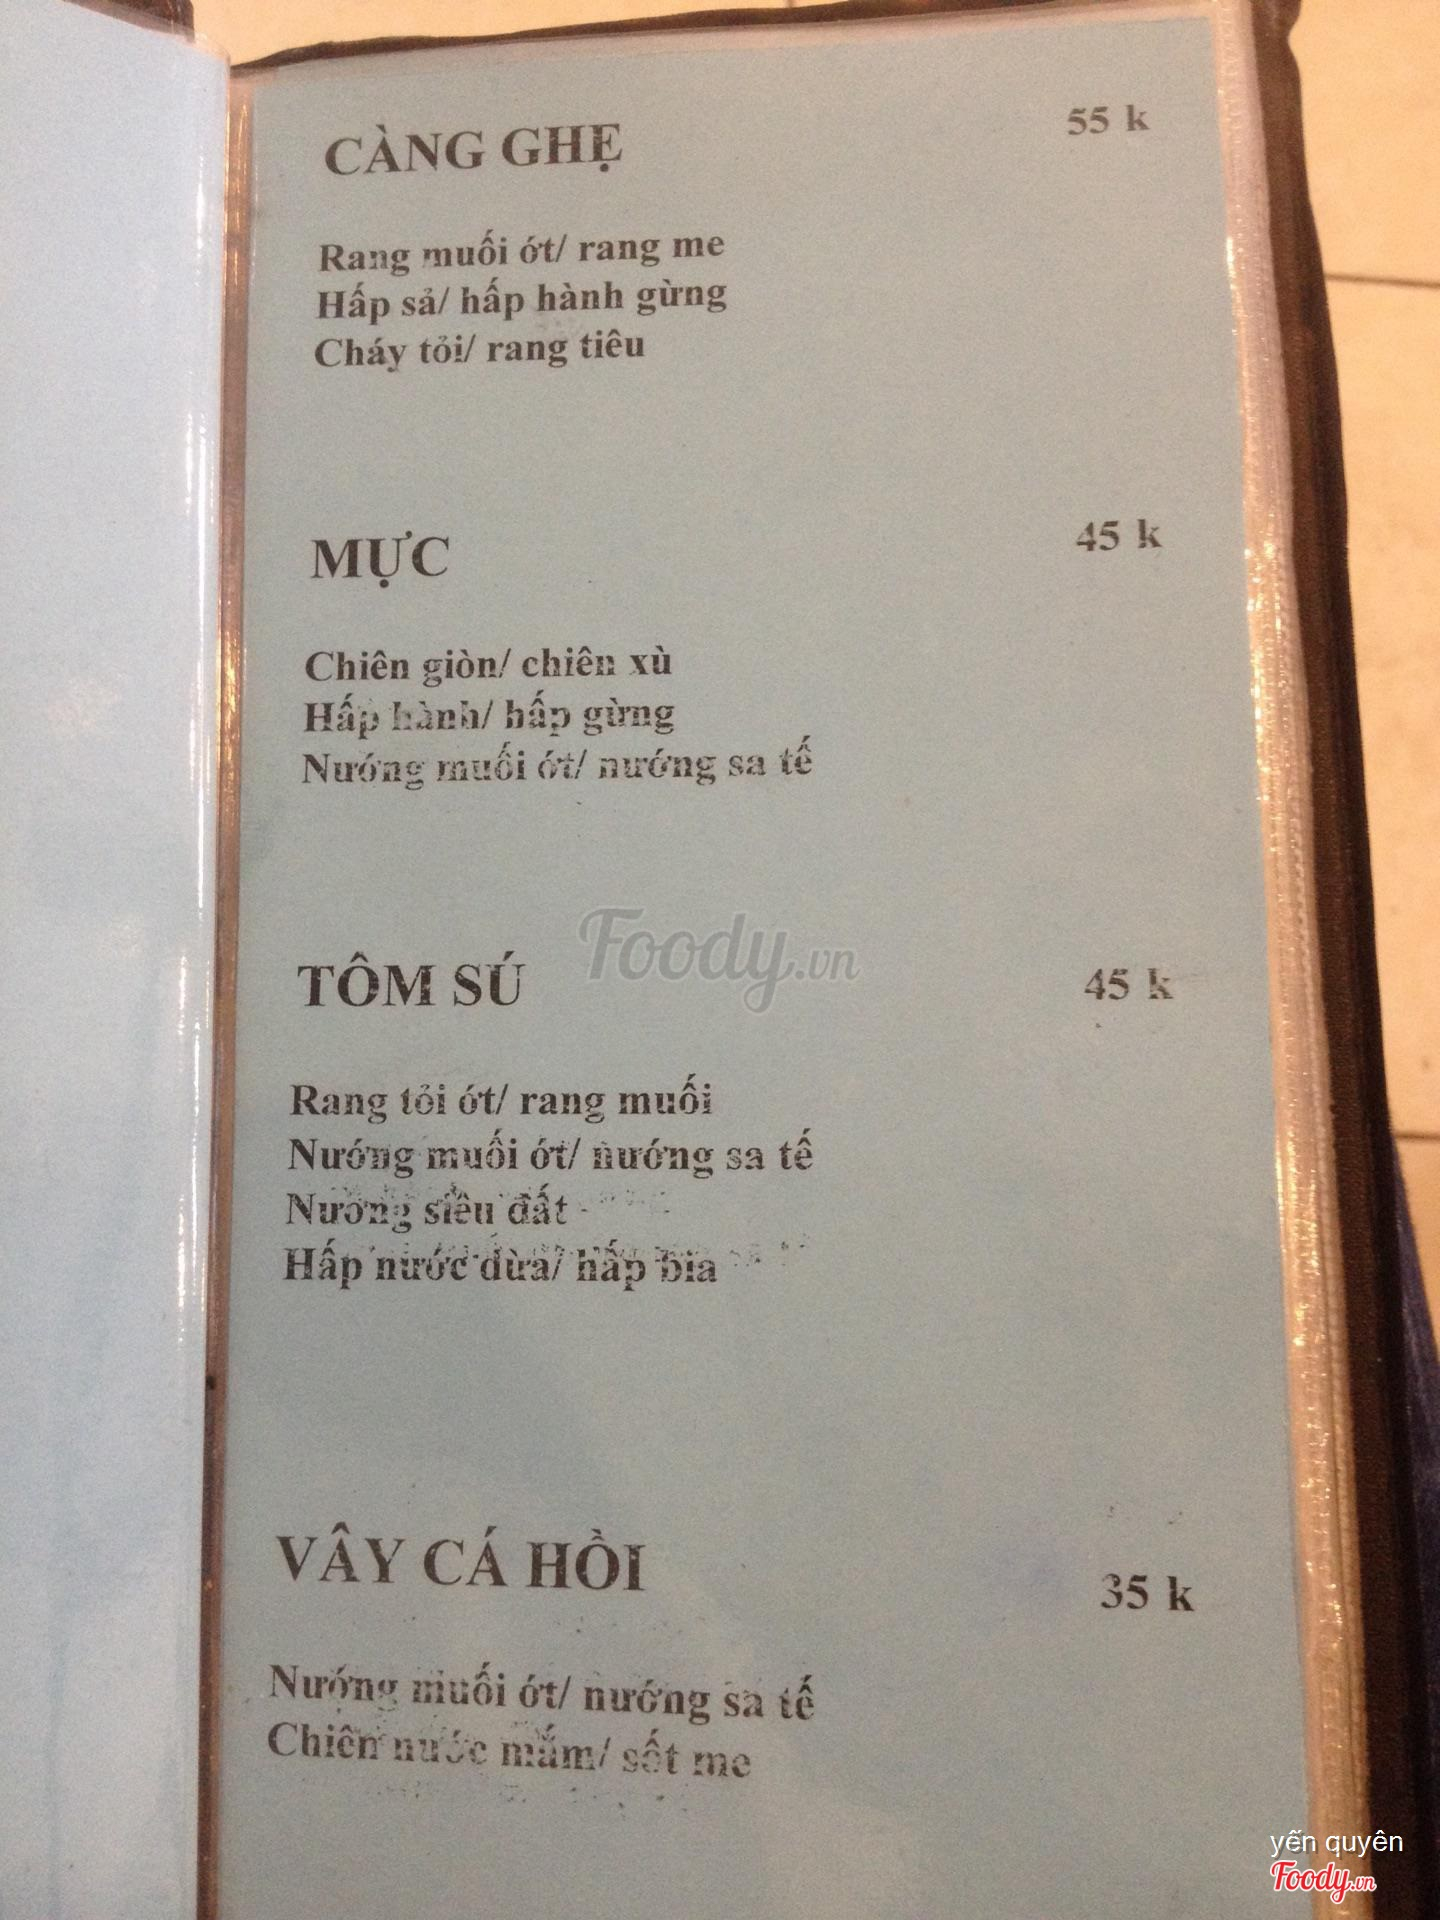 CÀNG GHẸ 55 k
Rang muối ớt/ rang me
Hấp sả/ hấp hành gừng
Cháy tỏi/ rang tiêu
MỰC 45 k
Chiên giòn/ chiên xù
Hấp hành/ hấp gừng
Nướng muối ớt/ nướng sa tế
Foody.vn
TÔM SÚ 45 k
Rang tỏi ớt/ rang muối
Nướng muối ớt/ nướng sa tế
Nướng siêu đất
Hấp nước dừa/ hấp bia
VÂY CÁ HỒI 35 k
Nướng muối ớt/ nướng sa tế
Chiên nước mắm/ sốt me
yến quyên
Foody.vn